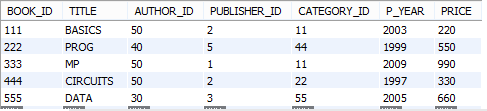 BOOK_ID TITLE AUTHOR_ID PUBLISHER_ID CATEGORY_ID P_YEAR PRICE
111 BASICS 50 2 11 2003 220
222 PROG 40 5 44 1999 550
333 MP 50 1 11 2009 990
444 CIRCUITS 50 2 22 1997 330
555 DATA 30 3 55 2005 660